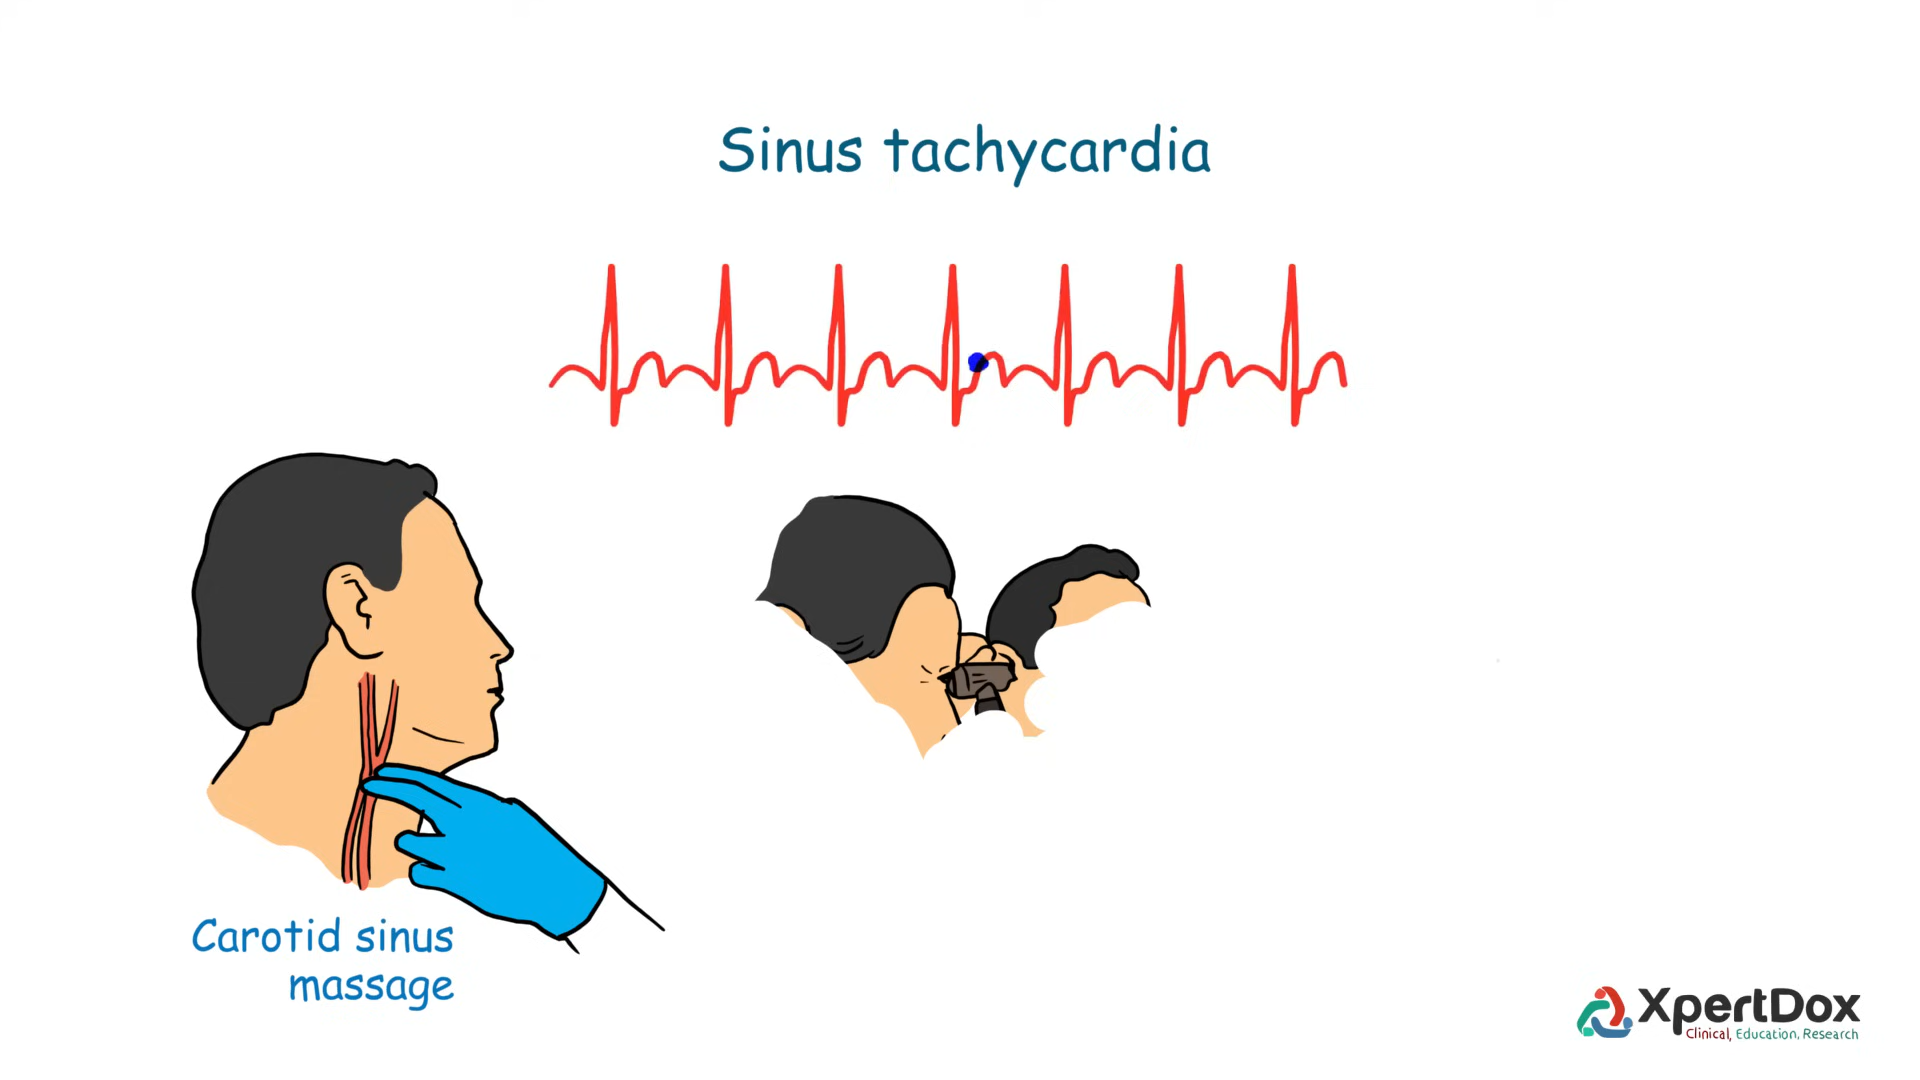 Sinus tachycardia
Carotid sinus
massage
XpertDox
Clinical, Education, Research